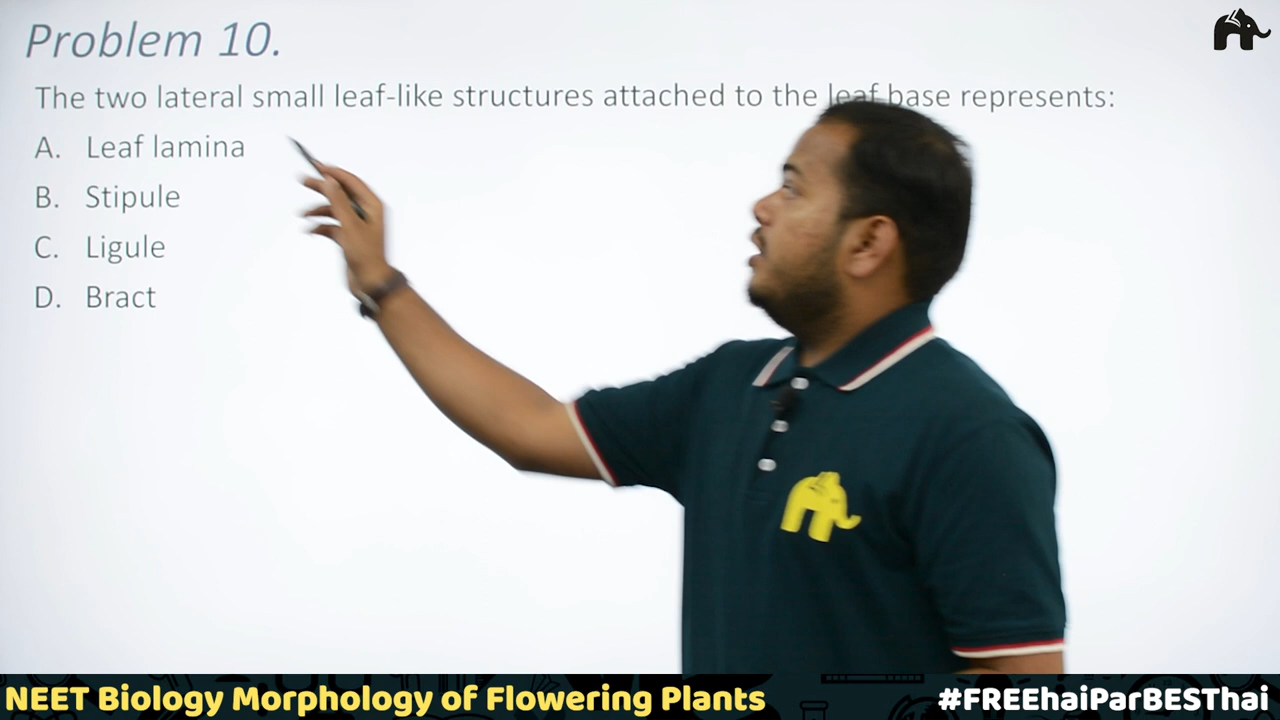 Problem 10.
The two lateral small leaf-like structures attached to the leaf base represents:
A. Leaf lamina
B. Stipule
C. Ligule
D. Bract
NEET Biology Morphology of Flowering Plants
#FREEhaiParBESThai